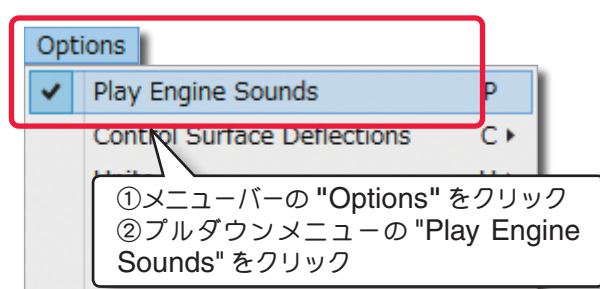 Options
✔ Play Engine Sounds P
Control Surface Deflections C ▸
①メニューバーの "Options" をクリック
②プルダウンメニューの "Play Engine
Sounds" をクリック